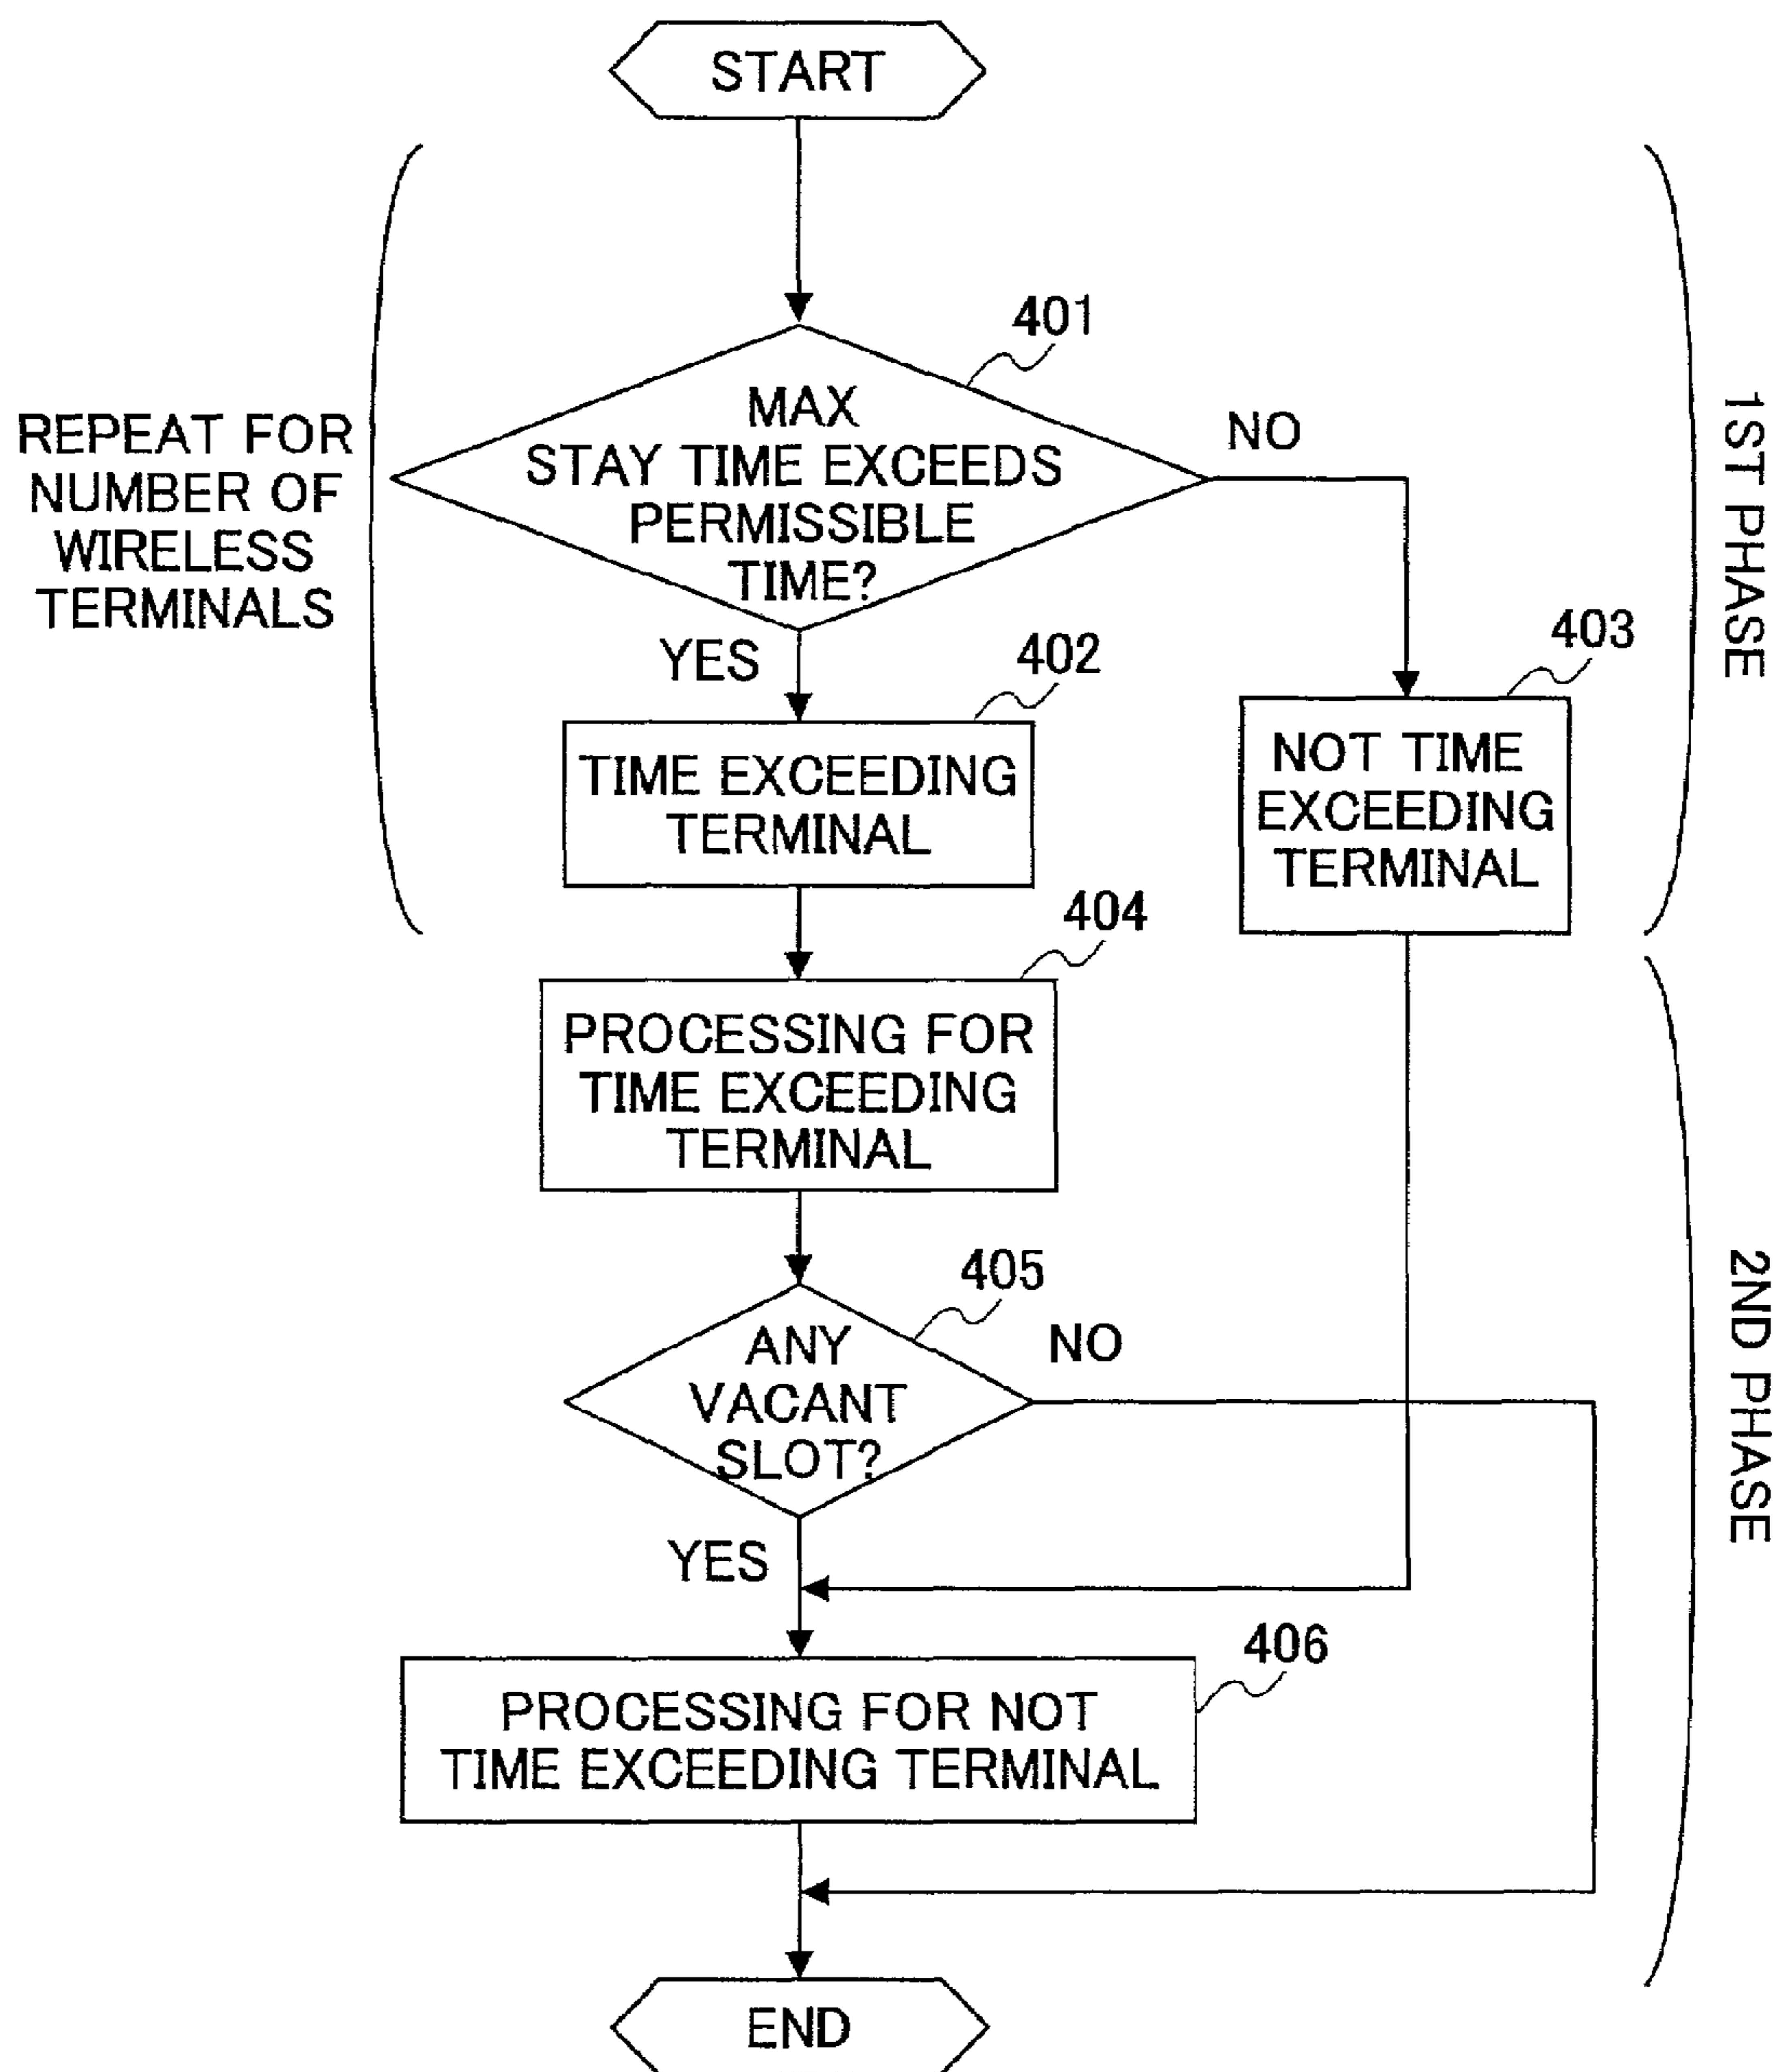 START
401
MAX
STAY TIME EXCEEDS
PERMISSIBLE
TIME?
NO
YES
REPEAT FOR
NUMBER OF
WIRELESS
TERMINALS
1ST PHASE
402
TIME EXCEEDING
TERMINAL
403
NOT TIME
EXCEEDING
TERMINAL
404
PROCESSING FOR
TIME EXCEEDING
TERMINAL
405
ANY
VACANT
SLOT?
NO
YES
2ND PHASE
406
PROCESSING FOR NOT
TIME EXCEEDING TERMINAL
END